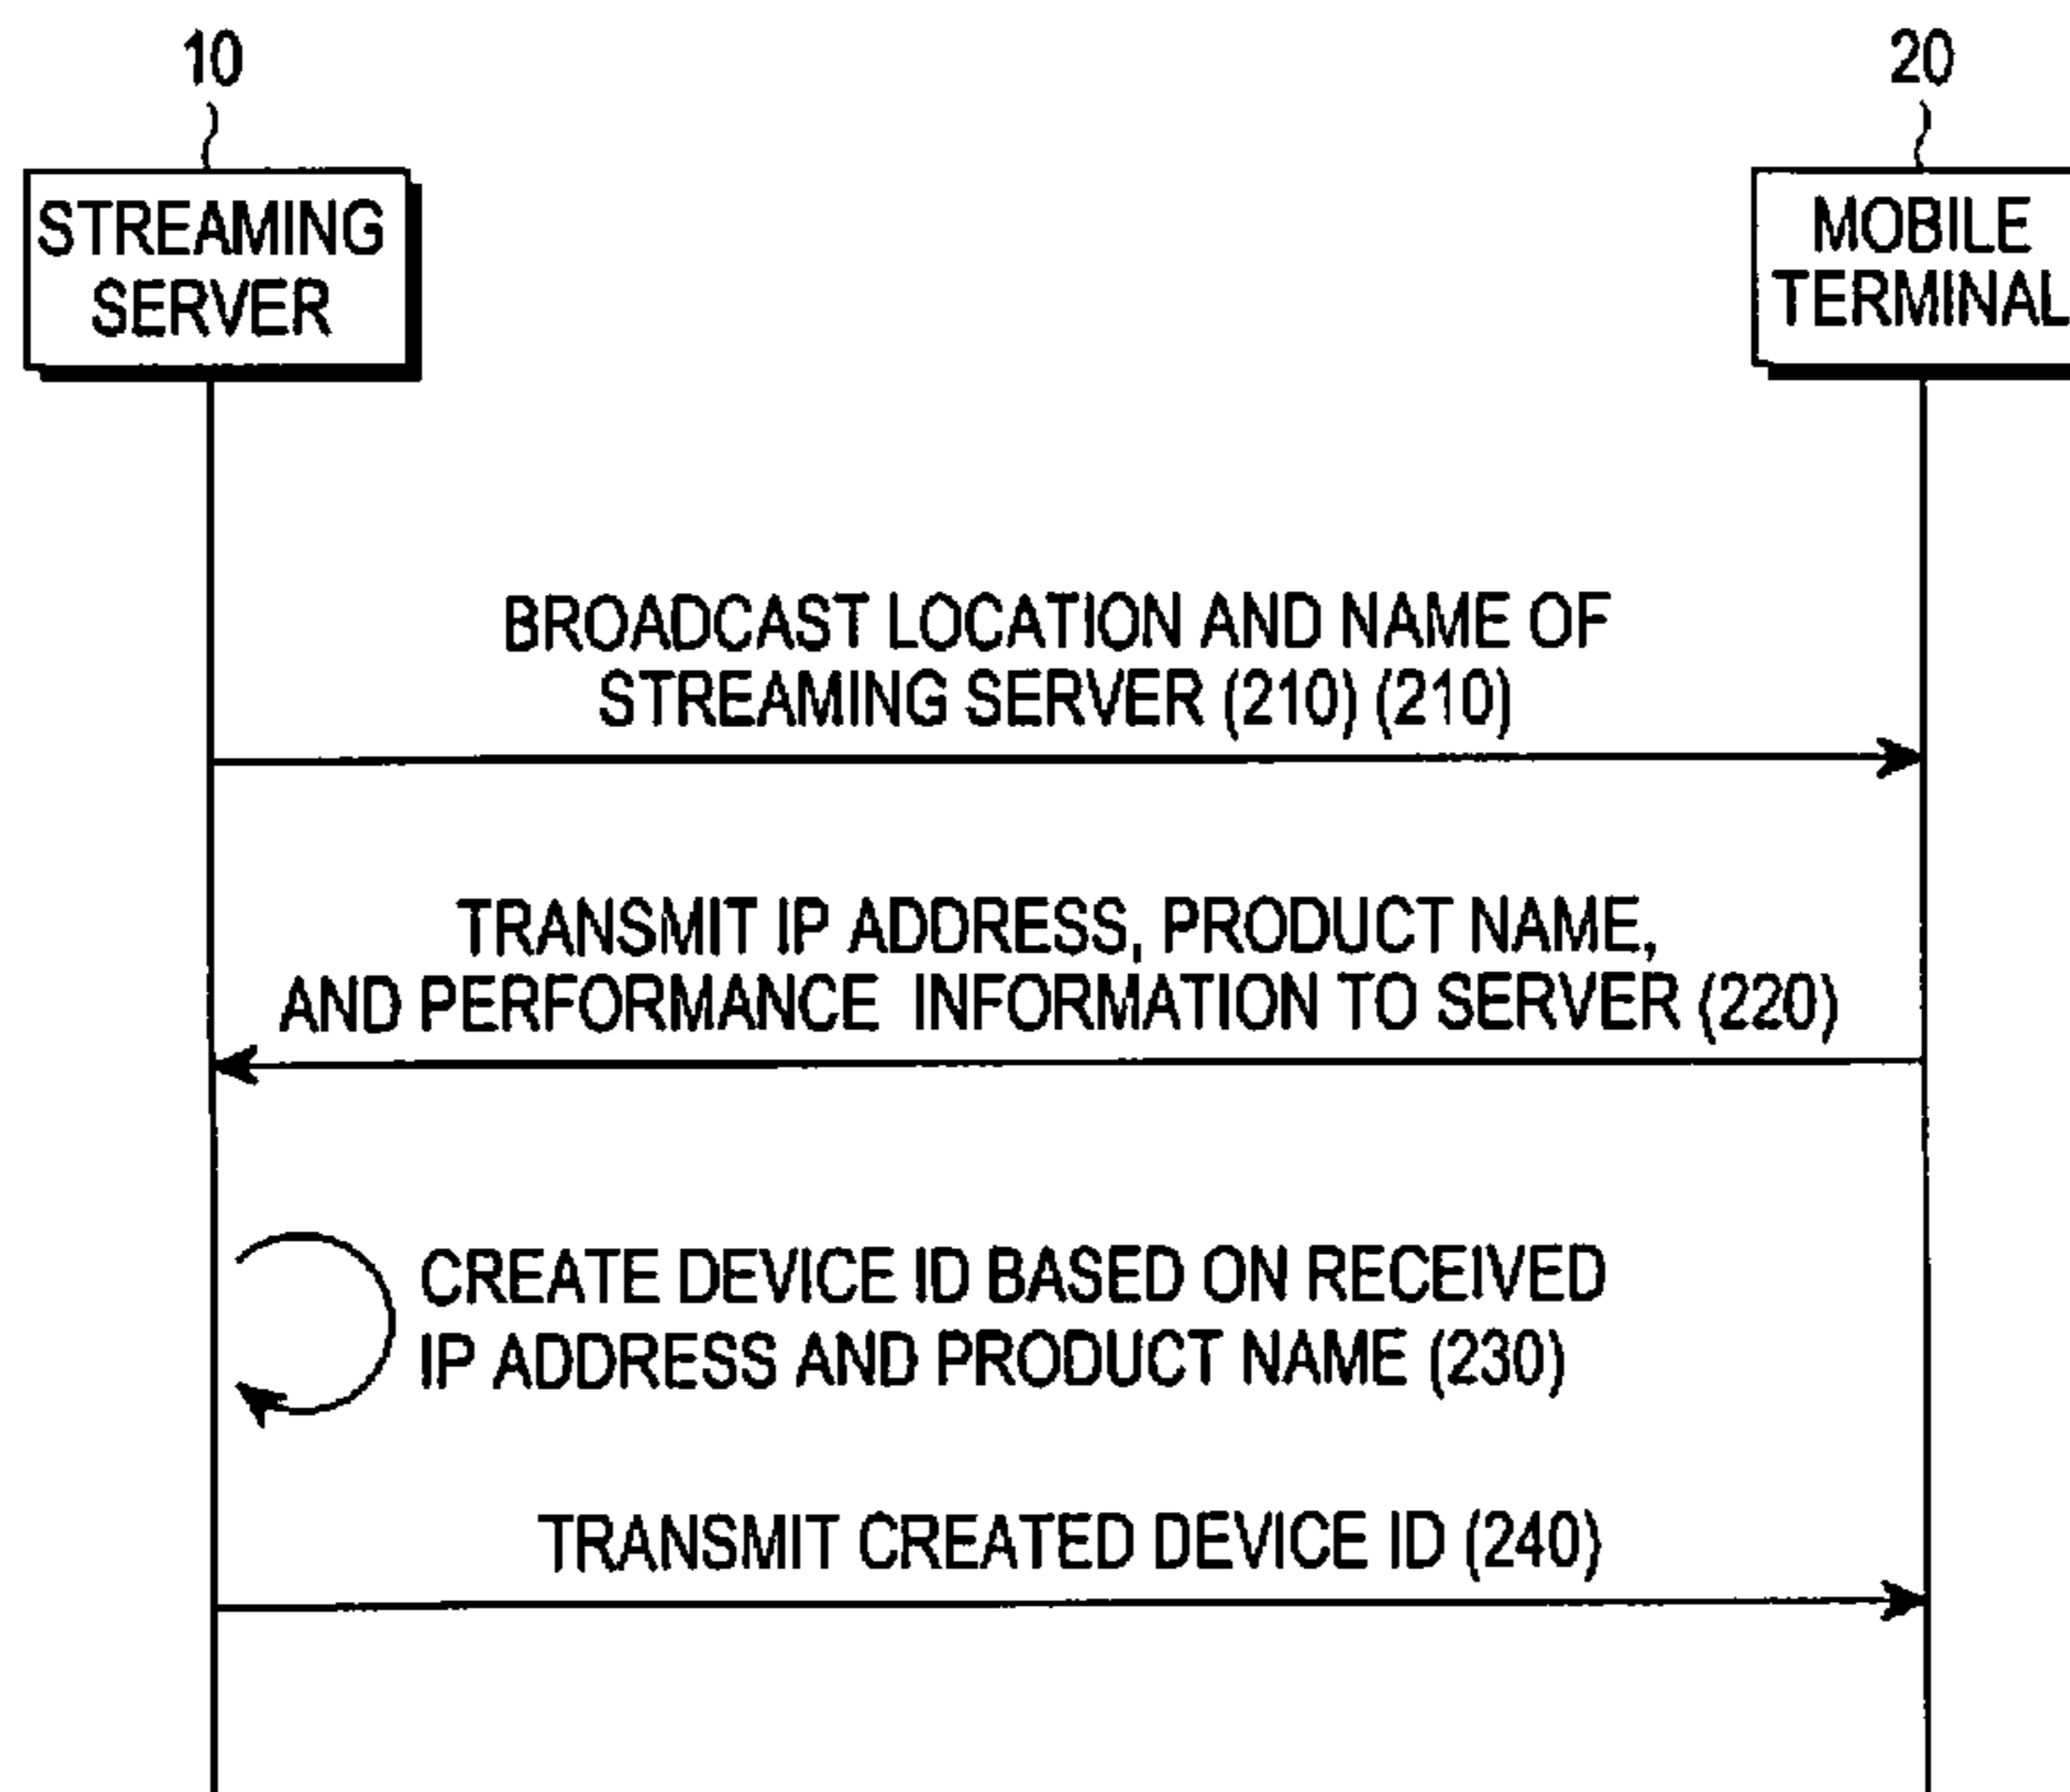 10
20
STREAMING
SERVER
MOBILE
TERMINAL
BROADCAST LOCATION AND NAME OF
STREAMING SERVER (210) (210)
TRANSMIT IP ADDRESS, PRODUCT NAME,
AND PERFORMANCE INFORMATION TO SERVER (220)
CREATE DEVICE ID BASED ON RECEIVED
IP ADDRESS AND PRODUCT NAME (230)
TRANSMIT CREATED DEVICE ID (240)